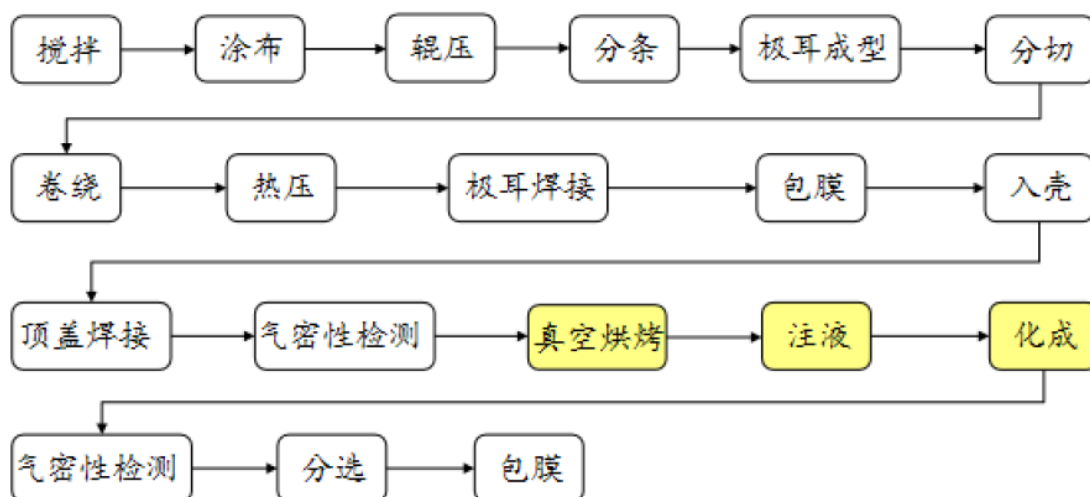 搅拌 涂布 辊压 分条 极耳成型 分切
卷绕 热压 极耳焊接 包膜 入壳
顶盖焊接 气密性检测 真空烘烤 注液 化成
气密性检测 分选 包膜